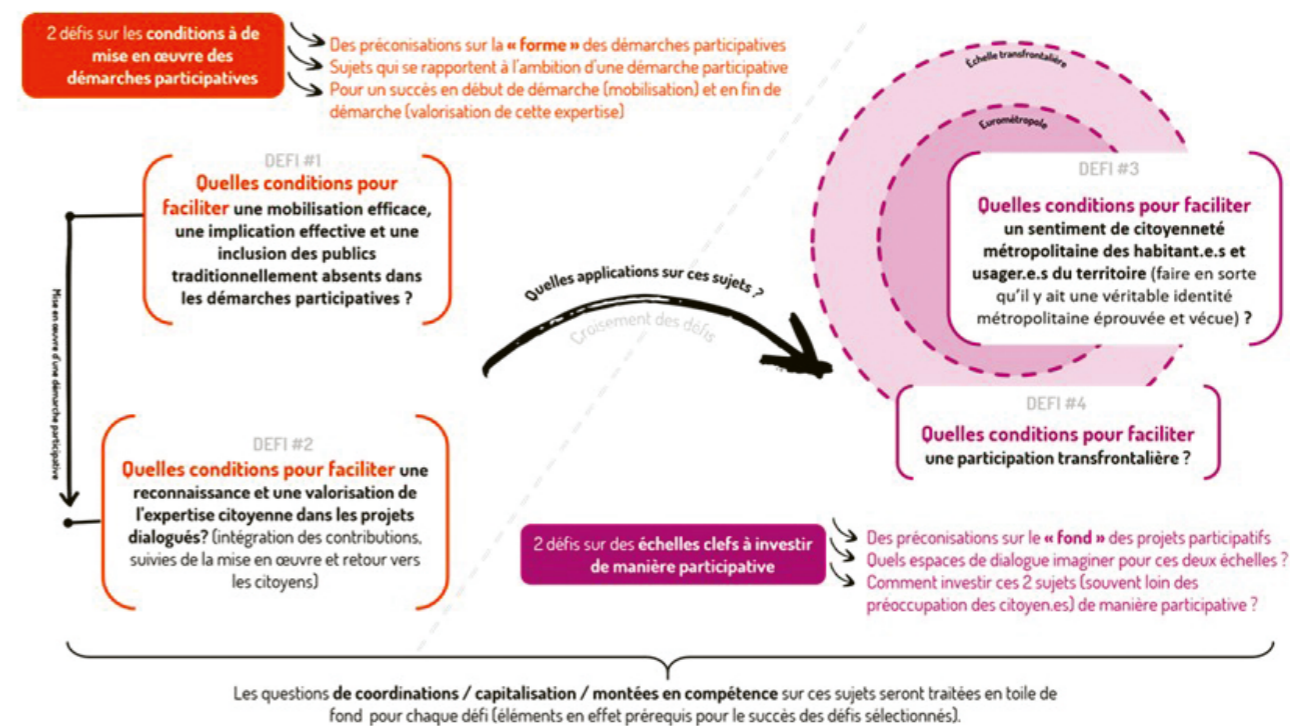 2 défis sur les conditions à de
mise en œuvre des
démarches participatives
Des préconisations sur la « forme » des démarches participatives
Sujets qui se rapportent à l'ambition d'une démarche participative
Pour un succès en début de démarche (mobilisation) et en fin de
démarche (valorisation de cette expertise)
DEFI #1
Quelles conditions pour
faciliter une mobilisation efficace,
une implication effective et une
inclusion des publics
traditionnellement absents dans
les démarches participatives ?
Mise en œuvre d'une démarche participative
DEFI #2
Quelles conditions pour faciliter une
reconnaissance et une valorisation de
l'expertise citoyenne dans les projets
dialogués? (intégration des contributions,
suivies de la mise en œuvre et retour vers
les citoyens)
Quelles applications sur ces sujets ?
Croisement des défis
Échelle transfrontalière
Eurométropole
DEFI #3
Quelles conditions pour faciliter
un sentiment de citoyenneté
métropolitaine des habitant.e.s et
usager.e.s du territoire (faire en sorte
qu'il y ait une véritable identité
métropolitaine éprouvée et vécue) ?
DEFI #4
Quelles conditions pour faciliter
une participation transfrontalière ?
2 défis sur des échelles clefs à investir
de manière participative
Des préconisations sur le « fond » des projets participatifs
Quels espaces de dialogue imaginer pour ces deux échelles ?
Comment investir ces 2 sujets (souvent loin des
préoccupation des citoyen.es) de manière participative ?
Les questions de coordinations / capitalisation / montées en compétence sur ces sujets seront traitées en toile de
fond pour chaque défi (éléments en effet prérequis pour le succès des défis sélectionnés).